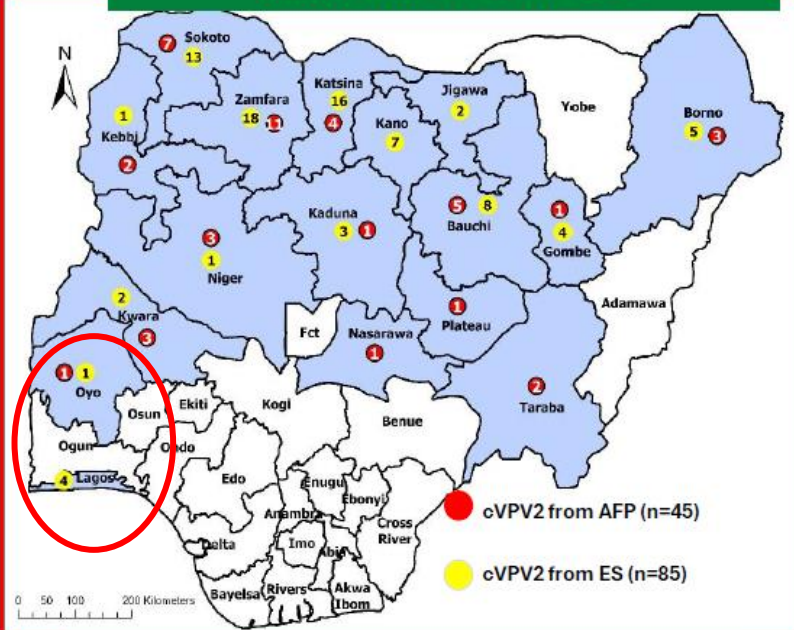 N
Sokoto
7
13
Katsina
16
4
Jigawa
2
Zamfara
18
11
Kano
7
Yobe
Borno
5
3
1
Kebbi
2
Kaduna
3
1
5
8
Bauchi
1
4
Gombe
3
1
Niger
2
Kwara
3
Fct
Nasarawa
1
1
Plateau
Adamawa
2
Taraba
1
1
Oyo
Osun
Ekiti
Kogi
Benue
Ogun
Ondo
4
Lagos
Edo
Enugu
Ebonyi
Anambra
Cross
River
Delta
Imo
Abia
Bayelsa
Rivers
Akwa
Ibom
cVPV2 from AFP (n=45)
cVPV2 from ES (n=85)
0 50 100 200 Kilometers